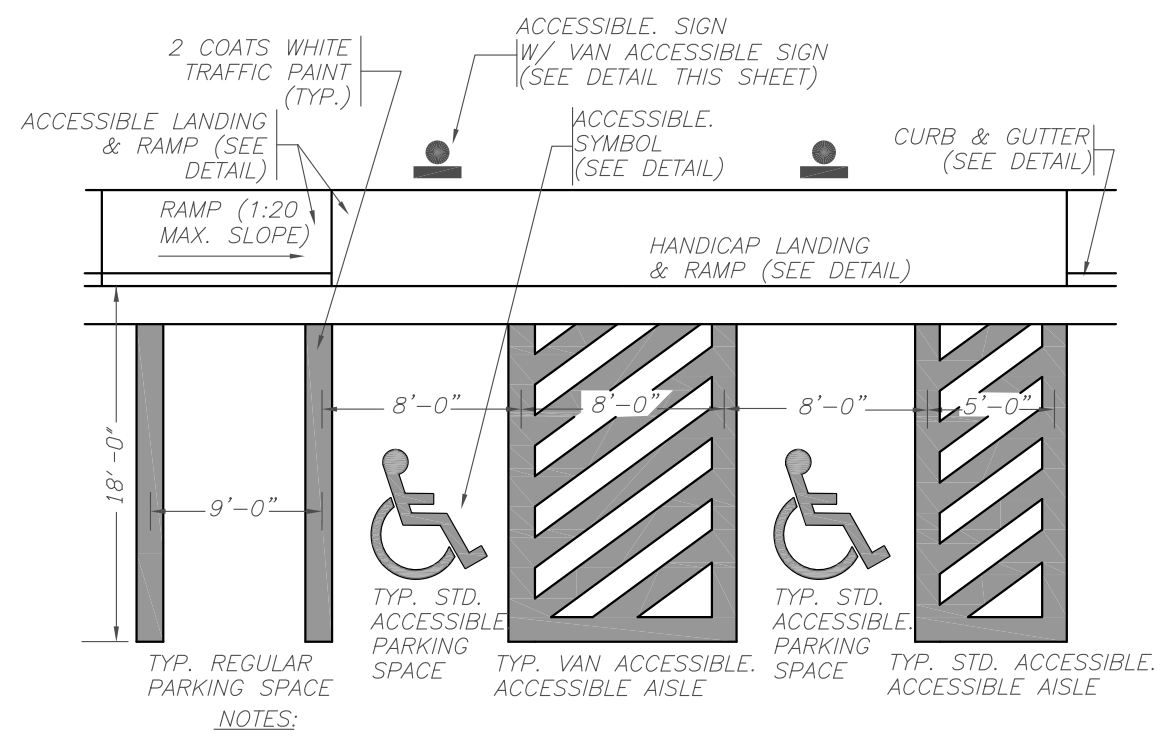 ACCESSIBLE. SIGN
W/ VAN ACCESSIBLE SIGN
(SEE DETAIL THIS SHEET)
2 COATS WHITE
TRAFFIC PAINT
(TYP.)
ACCESSIBLE LANDING
& RAMP (SEE
DETAIL)
ACCESSIBLE.
SYMBOL
(SEE DETAIL)
CURB & GUTTER
(SEE DETAIL)
RAMP (1:20
MAX. SLOPE)
HANDICAP LANDING
& RAMP (SEE DETAIL)
8'-0"
8'-0"
8'-0"
5'-0"
18'-0"
9'-0"
TYP. STD.
ACCESSIBLE.
PARKING
SPACE
TYP. STD.
ACCESSIBLE.
PARKING
SPACE
TYP. REGULAR
PARKING SPACE
TYP. VAN ACCESSIBLE.
ACCESSIBLE AISLE
TYP. STD. ACCESSIBLE.
ACCESSIBLE AISLE
NOTES: